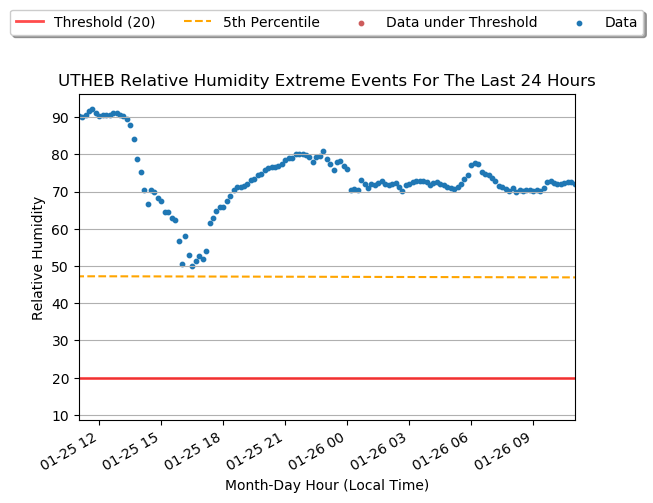 Threshold (20) 5th Percentile Data under Threshold Data
UTHEB Relative Humidity Extreme Events For The Last 24 Hours
90
80
70
60
50
40
30
20
10
Relative Humidity
01-25 12 01-25 15 01-25 18 01-25 21 01-26 00 01-26 03 01-26 06 01-26 09
Month-Day Hour (Local Time)